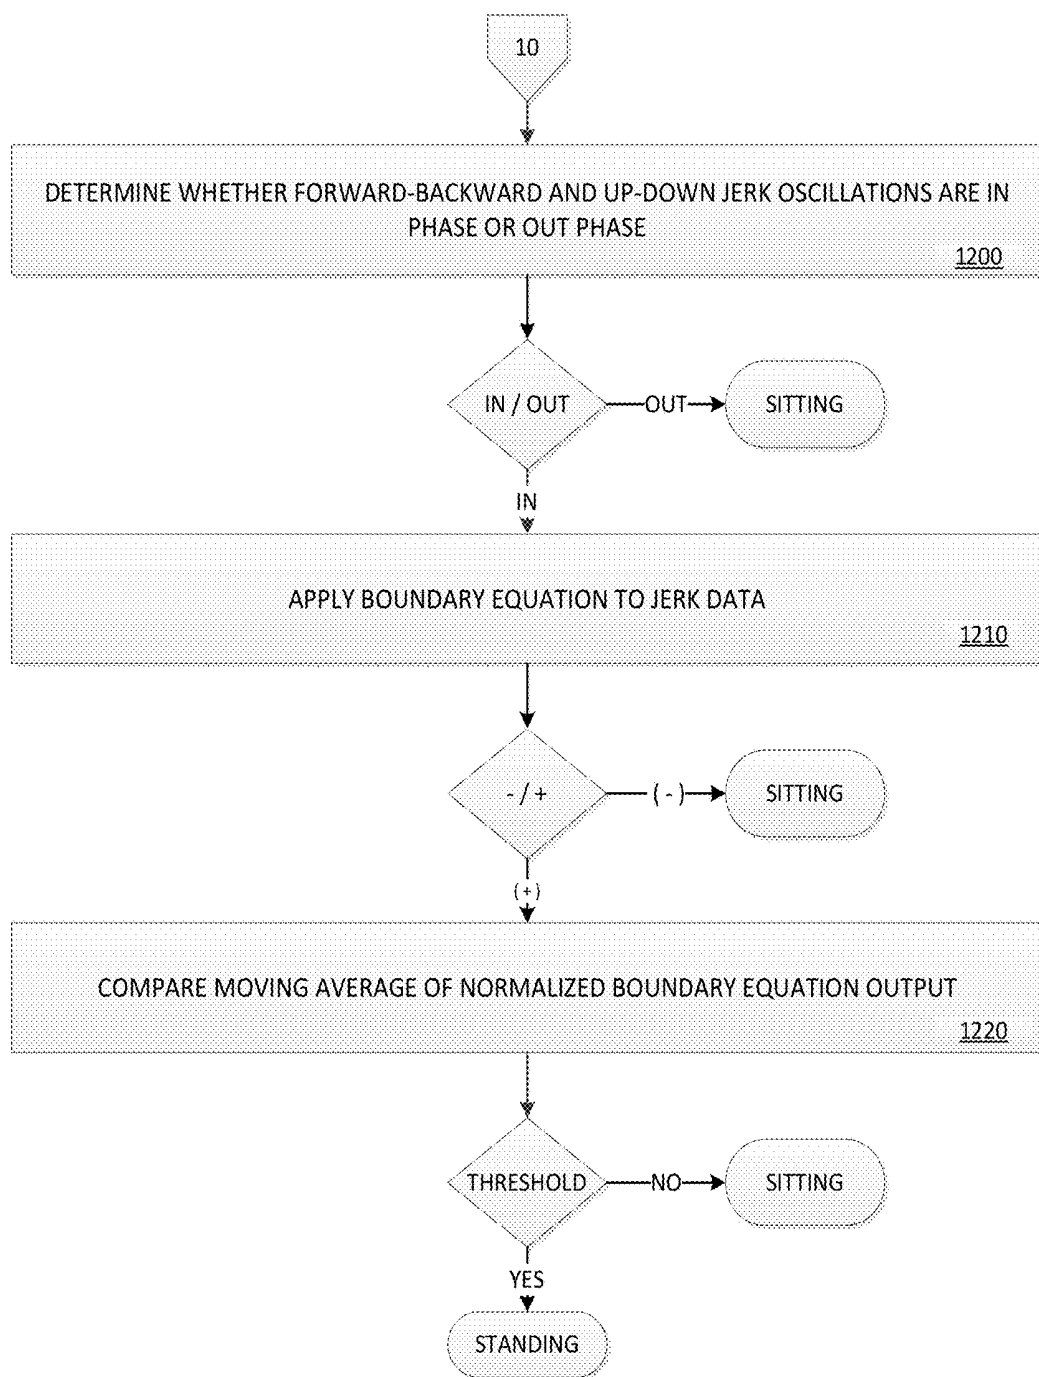 10
DETERMINE WHETHER FORWARD-BACKWARD AND UP-DOWN JERK OSCILLATIONS ARE IN
PHASE OR OUT PHASE
1200
IN / OUT
OUT
SITTING
IN
APPLY BOUNDARY EQUATION TO JERK DATA
1210
- / +
( - )
SITTING
(+)
COMPARE MOVING AVERAGE OF NORMALIZED BOUNDARY EQUATION OUTPUT
1220
THRESHOLD
NO
SITTING
YES
STANDING